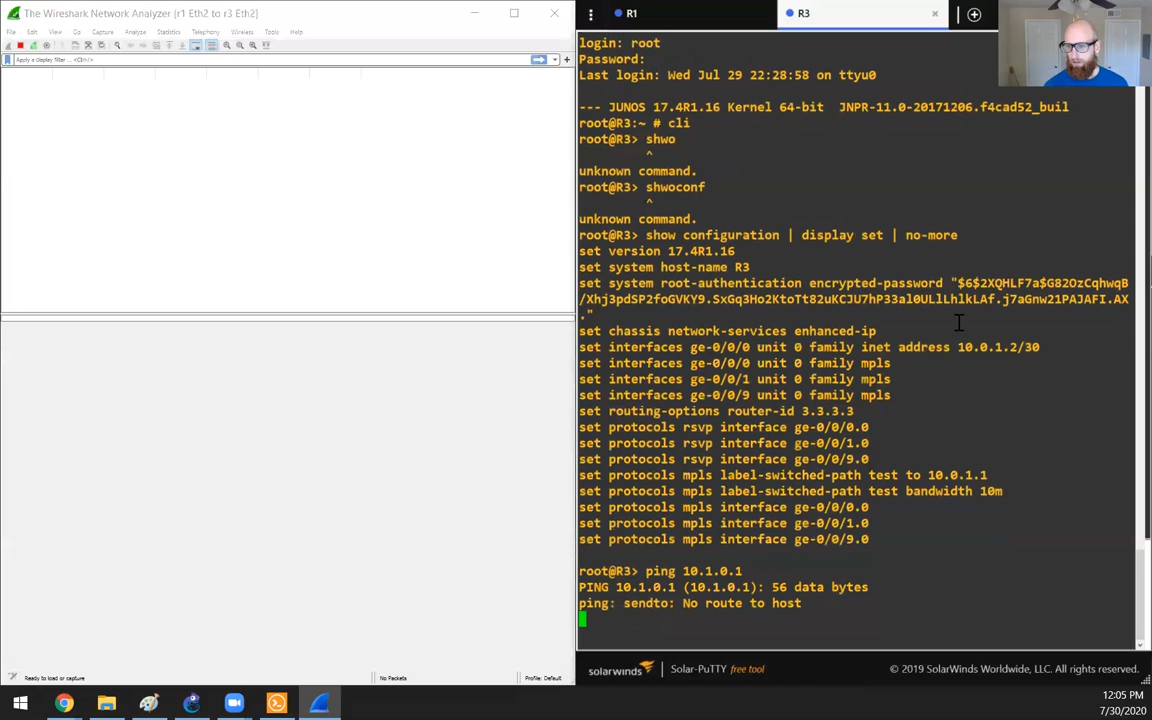 The Wireshark Network Analyzer [r1 Eth2 to r3 Eth2]
File Edit View Go Capture Analyze Statistics Telephony Wireless Tools Help
Apply a display filter ... <Ctrl-/>
Ready to load or capture
No Packets
Profile: Default
R1
R3
login: root
Password:
Last login: Wed Jul 29 22:28:58 on ttyu0
--- JUNOS 17.4R1.16 Kernel 64-bit  JNPR-11.0-20171206.f4cad52_buil
root@R3:~ # cli
root@R3> shwo
^
unknown command.
root@R3> shwoconf
^
unknown command.
root@R3> show configuration | display set | no-more
set version 17.4R1.16
set system host-name R3
set system root-authentication encrypted-password "$6$2XQHLF7a$G82OzCqhwqB
/Xhj3pdSP2foGVKY9.SxGq3Ho2KtoTt82uKCJU7hP33al0ULlLhlkLAf.j7aGnw21PAJAFI.AX
."
set chassis network-services enhanced-ip
set interfaces ge-0/0/0 unit 0 family inet address 10.0.1.2/30
set interfaces ge-0/0/0 unit 0 family mpls
set interfaces ge-0/0/1 unit 0 family mpls
set interfaces ge-0/0/9 unit 0 family mpls
set routing-options router-id 3.3.3.3
set protocols rsvp interface ge-0/0/0.0
set protocols rsvp interface ge-0/0/1.0
set protocols rsvp interface ge-0/0/9.0
set protocols mpls label-switched-path test to 10.0.1.1
set protocols mpls label-switched-path test bandwidth 10m
set protocols mpls interface ge-0/0/0.0
set protocols mpls interface ge-0/0/1.0
set protocols mpls interface ge-0/0/9.0
root@R3> ping 10.1.0.1
PING 10.1.0.1 (10.1.0.1): 56 data bytes
ping: sendto: No route to host
solarwinds Solar-PuTTY free tool
© 2019 SolarWinds Worldwide, LLC. All rights reserved.
12:05 PM
7/30/2020